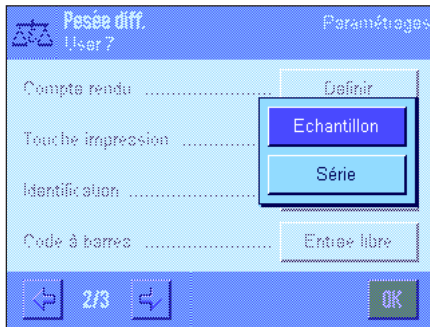 Pesée diff. Paramétrages
User 7
Compte rendu .................. Définir
Echantillon
Touche impression ............
Série
Identification ......................
Code à barres .................. Entrée libre
2/3 OK